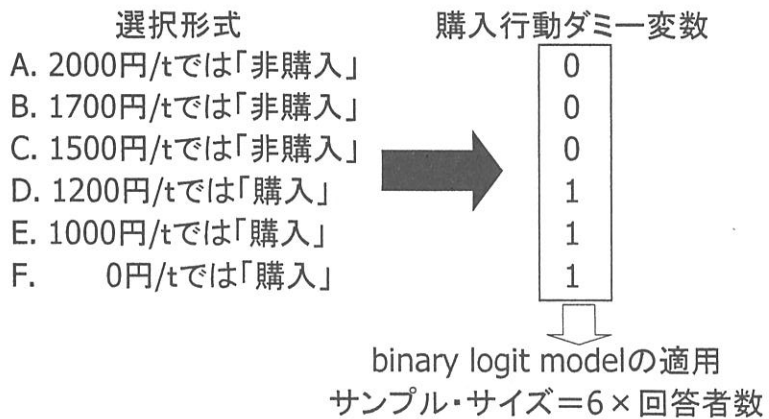 選択形式
購入行動ダミー変数
A. 2000円/tでは「非購入」
0
B. 1700円/tでは「非購入」
0
C. 1500円/tでは「非購入」
0
D. 1200円/tでは「購入」
1
E. 1000円/tでは「購入」
1
F. 0円/tでは「購入」
1
binary logit modelの適用
サンプル・サイズ=6×回答者数